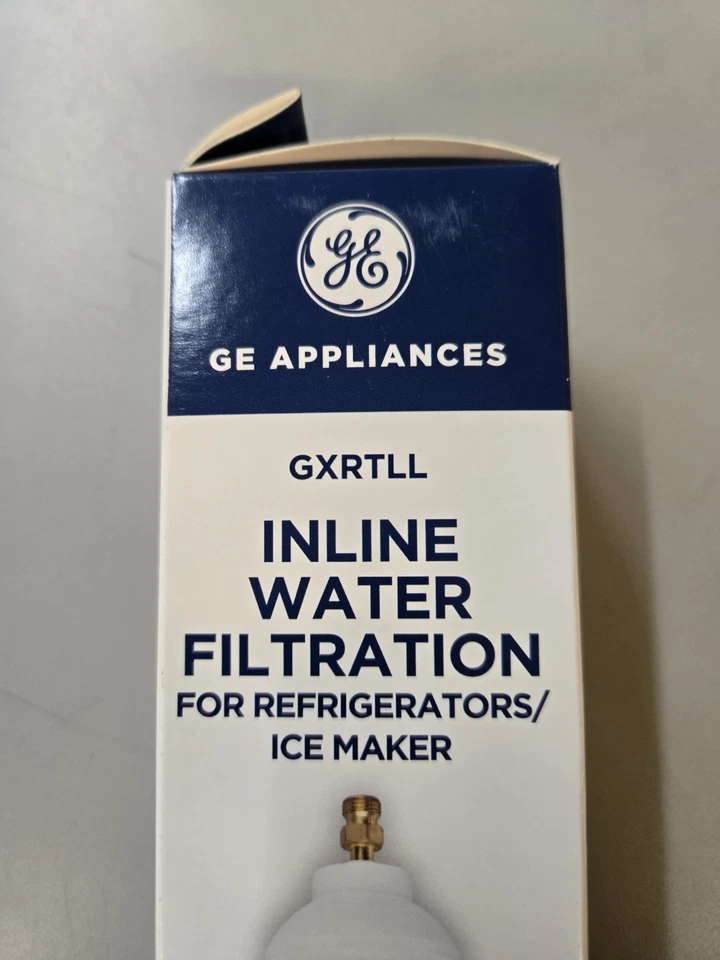 GE
GE APPLIANCES
GXRTLL
INLINE
WATER
FILTRATION
FOR REFRIGERATORS/
ICE MAKER